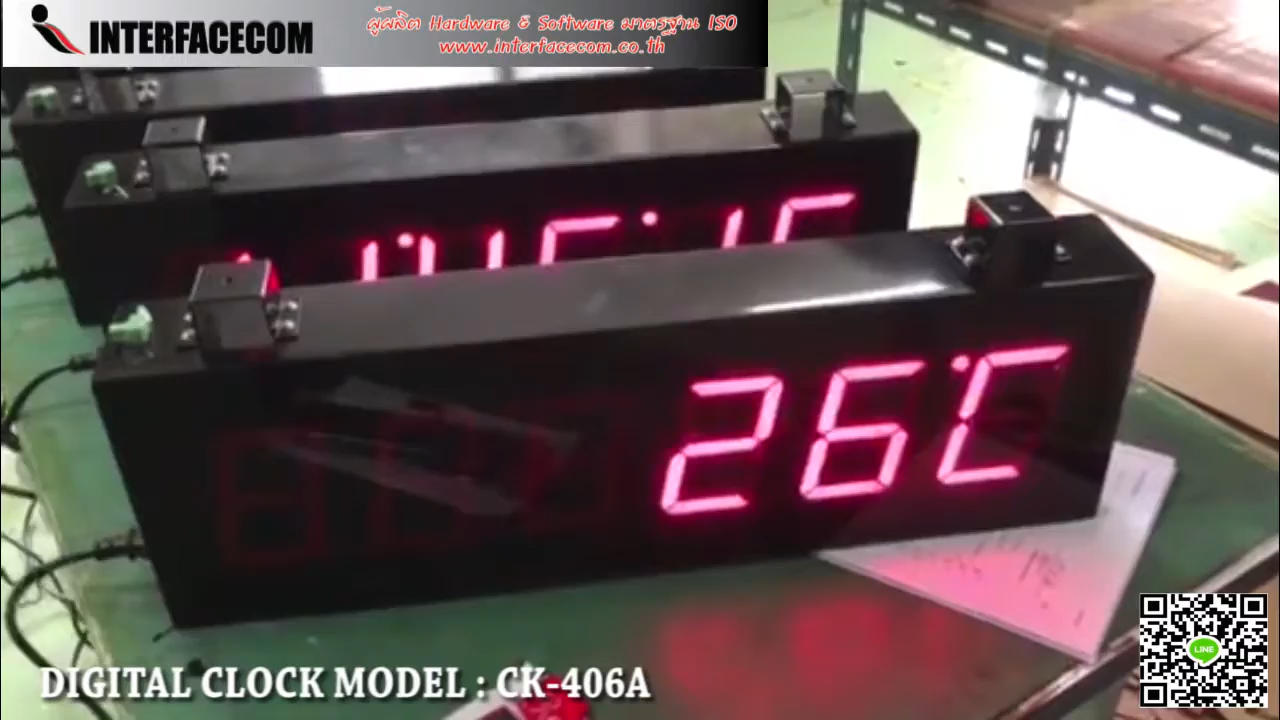 INTERFACECOM
ผู้ผลิต Hardware & Software มาตรฐาน ISO
www.interfacecom.co.th
26°C
DIGITAL CLOCK MODEL : CK-406A
LINE